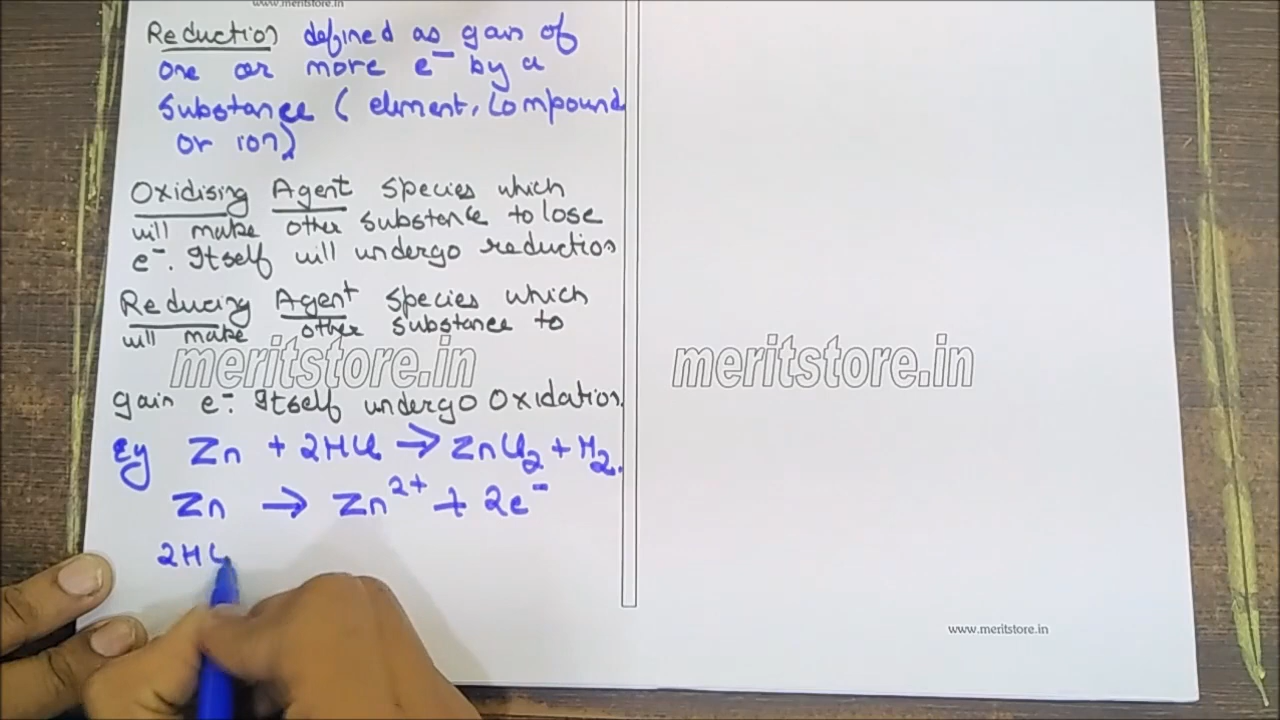 www.meritstore.in
Reduction defined as gain of
one or more e⁻ by a
substance ( element, compound
or ion)
Oxidising Agent species which
will make other substance to lose
e⁻. Itself will undergo reduction
Reducing Agent species which
will make other substance to
meritstore.in meritstore.in
gain e⁻. Itself undergo Oxidation.
Eg Zn + 2HCl → ZnCl₂ + H₂.
Zn → Zn²⁺ + 2e⁻
2HCl
www.meritstore.in